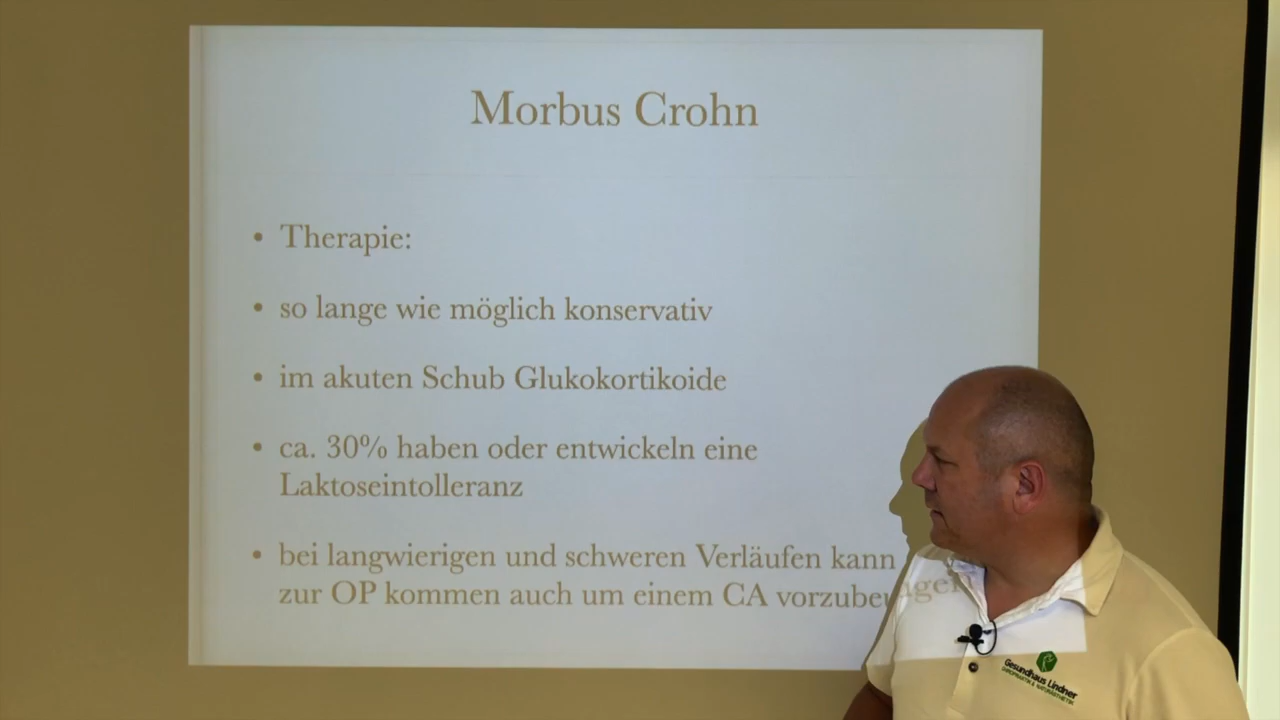 Morbus Crohn
• Therapie:
• so lange wie möglich konservativ
• im akuten Schub Glukokortikoide
• ca. 30% haben oder entwickeln eine
Laktoseintolleranz
• bei langwierigen und schweren Verläufen kann
zur OP kommen auch um einem CA vorzubeugen
Gesundhaus Lindner